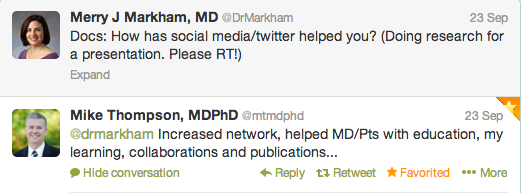 Merry J Markham, MD @DrMarkham 23 Sep
Docs: How has social media/twitter helped you? (Doing research for
a presentation. Please RT!)
Expand
Mike Thompson, MDPhD @mtmdphd 23 Sep
@drmarkham Increased network, helped MD/Pts with education, my
learning, collaborations and publications...
Hide conversation Reply Retweet Favorited More